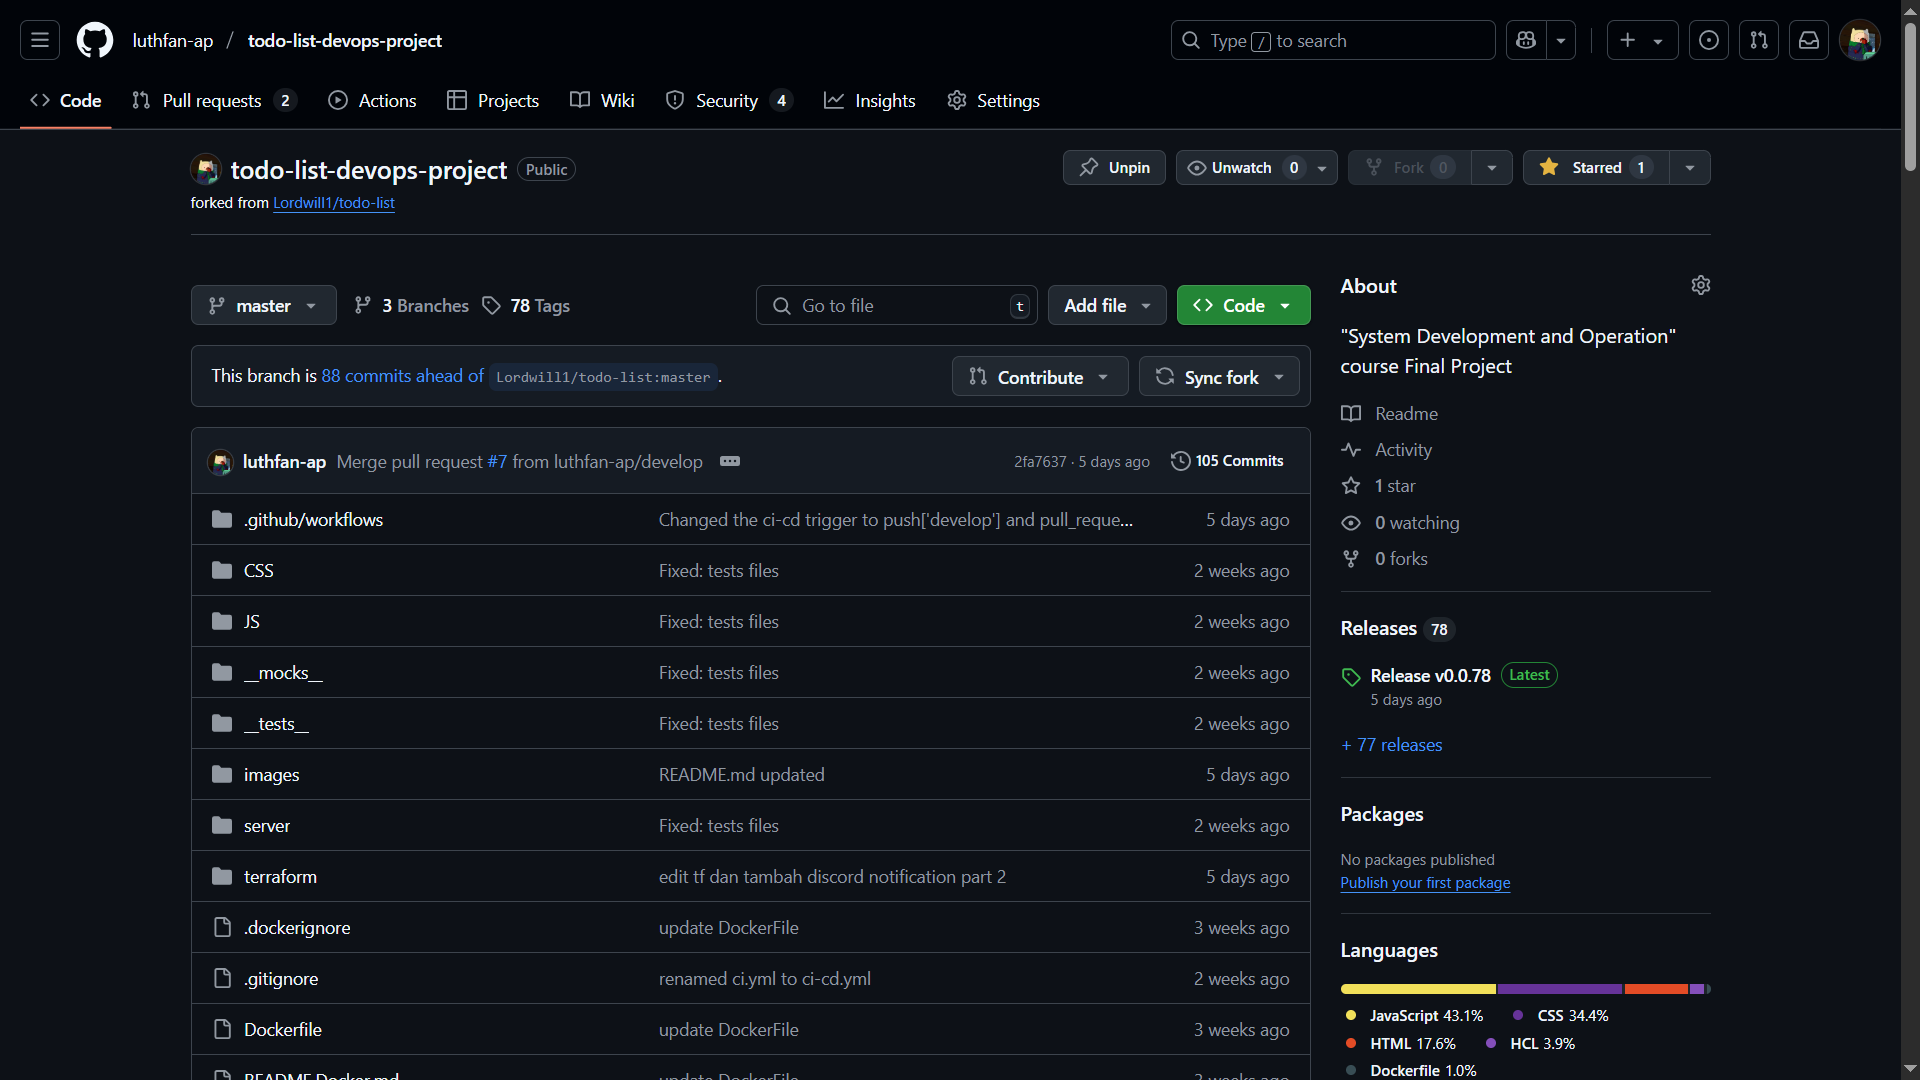 luthfan-ap / todo-list-devops-project
Type / to search
Code
Pull requests 2
Actions
Projects
Wiki
Security 4
Insights
Settings
todo-list-devops-project Public
forked from Lordwill1/todo-list
Unpin
Unwatch 0
Fork 0
Starred 1
master
3 Branches
78 Tags
Go to file t
Add file
Code
This branch is 88 commits ahead of Lordwill1/todo-list:master .
Contribute
Sync fork
luthfan-ap Merge pull request #7 from luthfan-ap/develop
2fa7637 · 5 days ago
105 Commits
.github/workflows Changed the ci-cd trigger to push['develop'] and pull_reque... 5 days ago
CSS Fixed: tests files 2 weeks ago
JS Fixed: tests files 2 weeks ago
__mocks__ Fixed: tests files 2 weeks ago
__tests__ Fixed: tests files 2 weeks ago
images README.md updated 5 days ago
server Fixed: tests files 2 weeks ago
terraform edit tf dan tambah discord notification part 2 5 days ago
.dockerignore update DockerFile 3 weeks ago
.gitignore renamed ci.yml to ci-cd.yml 2 weeks ago
Dockerfile update DockerFile 3 weeks ago
README.Docker.md update DockerFile 3 weeks ago
About
"System Development and Operation"
course Final Project
Readme
Activity
1 star
0 watching
0 forks
Releases 78
Release v0.0.78 Latest
5 days ago
+ 77 releases
Packages
No packages published
Publish your first package
Languages
JavaScript 43.1% CSS 34.4%
HTML 17.6% HCL 3.9%
Dockerfile 1.0%